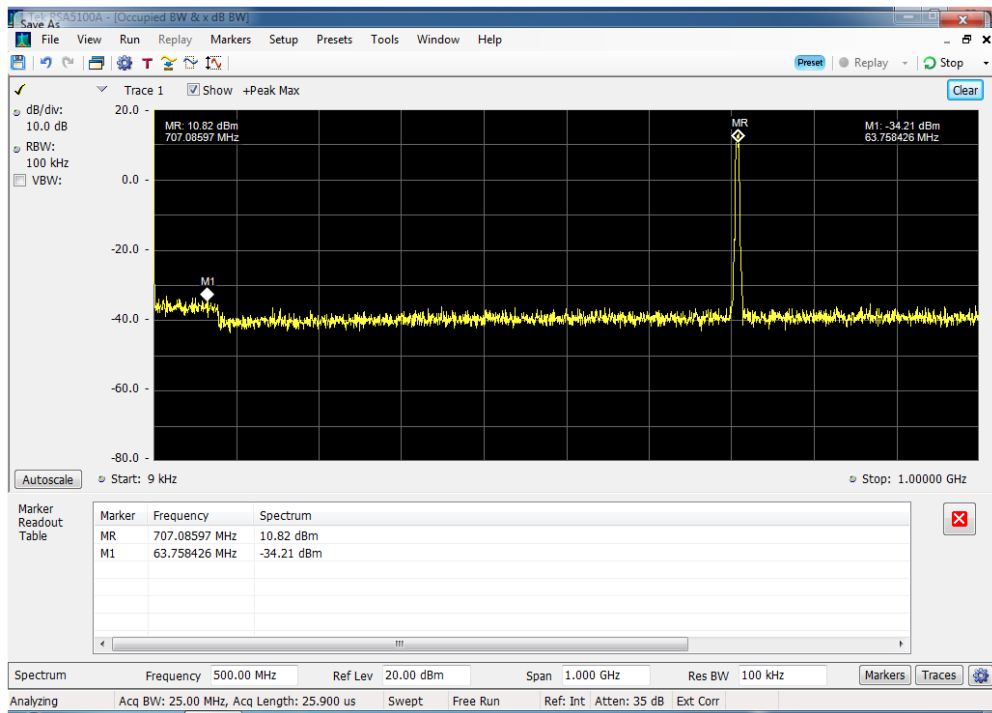 Tek RSA5100A - [Occupied BW & x dB BW]
Save As
File View Run Replay Markers Setup Presets Tools Window Help
T Preset Replay Stop
Trace 1 Show +Peak Max Clear
dB/div:
10.0 dB
RBW:
100 kHz
VBW:
20.0
0.0
-20.0
-40.0
-60.0
-80.0
MR: 10.82 dBm
707.08597 MHz
MR
M1: -34.21 dBm
63.758426 MHz
M1
Autoscale Start: 9 kHz Stop: 1.00000 GHz
Marker
Readout
Table
Marker Frequency Spectrum
MR 707.08597 MHz 10.82 dBm
M1 63.758426 MHz -34.21 dBm
Spectrum Frequency 500.00 MHz Ref Lev 20.00 dBm Span 1.000 GHz Res BW 100 kHz Markers Traces
Analyzing Acq BW: 25.00 MHz, Acq Length: 25.900 us Swept Free Run Ref: Int Atten: 35 dB Ext Corr